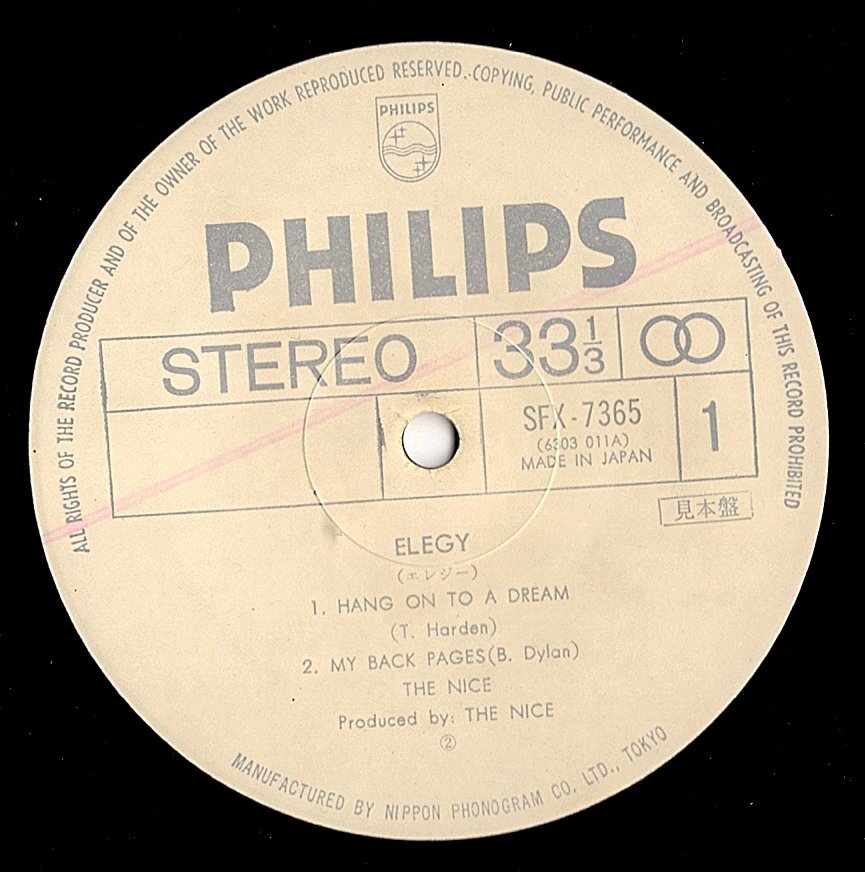 ALL RIGHTS OF THE RECORD PRODUCER AND OF THE OWNER OF THE WORK REPRODUCED RESERVED. COPYING, PUBLIC PERFORMANCE AND BROADCASTING OF THIS RECORD PROHIBITED
PHILIPS
PHILIPS
STEREO 33 1/3
SFX-7365 1
(6303 011A)
MADE IN JAPAN
見本盤
ELEGY
(エレジー)
1. HANG ON TO A DREAM
(T. Harden)
2. MY BACK PAGES(B. Dylan)
THE NICE
Produced by: THE NICE
②
MANUFACTURED BY NIPPON PHONOGRAM CO. LTD., TOKYO